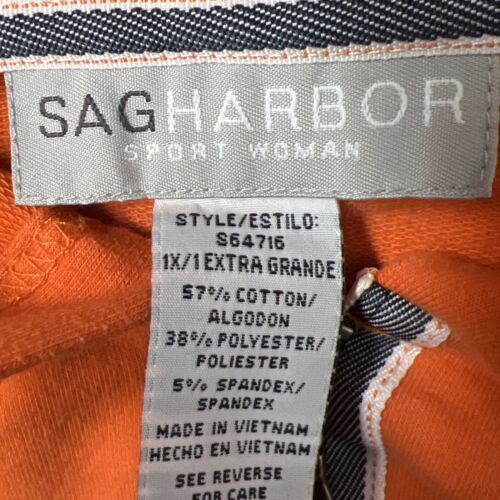 SAGHARBOR
SPORT WOMAN
STYLE/ESTILO:
S64716
1X/1 EXTRA GRANDE
57% COTTON/
ALGODON
38% POLYESTER/
POLIESTER
5% SPANDEX/
SPANDEX
MADE IN VIETNAM
HECHO EN VIETNAM
SEE REVERSE
FOR CARE